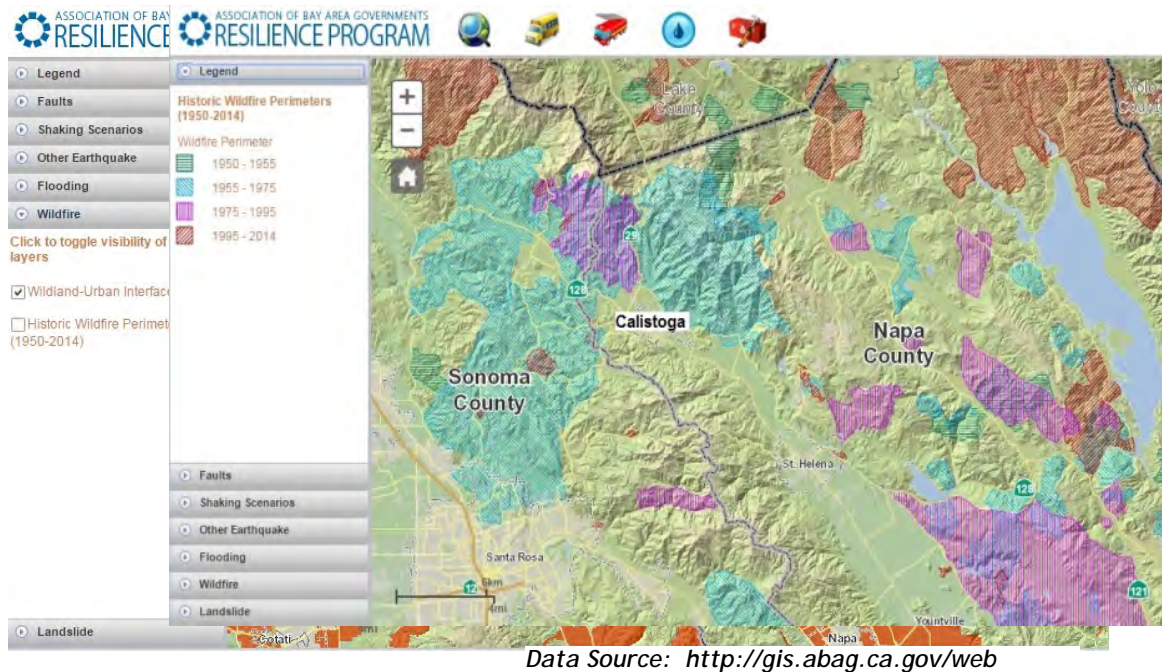 ASSOCIATION OF BAY
RESILIENCE
Legend
Faults
Shaking Scenarios
Other Earthquake
Flooding
Wildfire
Click to toggle visibility of
layers
Wildland-Urban Interface
Historic Wildfire Perimet
(1950-2014)
Landslide
ASSOCIATION OF BAY AREA GOVERNMENTS
RESILIENCE PROGRAM
Legend
Historic Wildfire Perimeters
(1950-2014)
Wildfire Perimeter
1950 - 1955
1955 - 1975
1975 - 1995
1995 - 2014
Faults
Shaking Scenarios
Other Earthquake
Flooding
Wildfire
Landslide
+
−
Lake
County
Yolo
County
29
128
Calistoga
Napa
County
Sonoma
County
St. Helena
128
Santa Rosa
12
6km
4mi
121
Yountville
Cotati
mi
Napa
Data Source: http://gis.abag.ca.gov/web